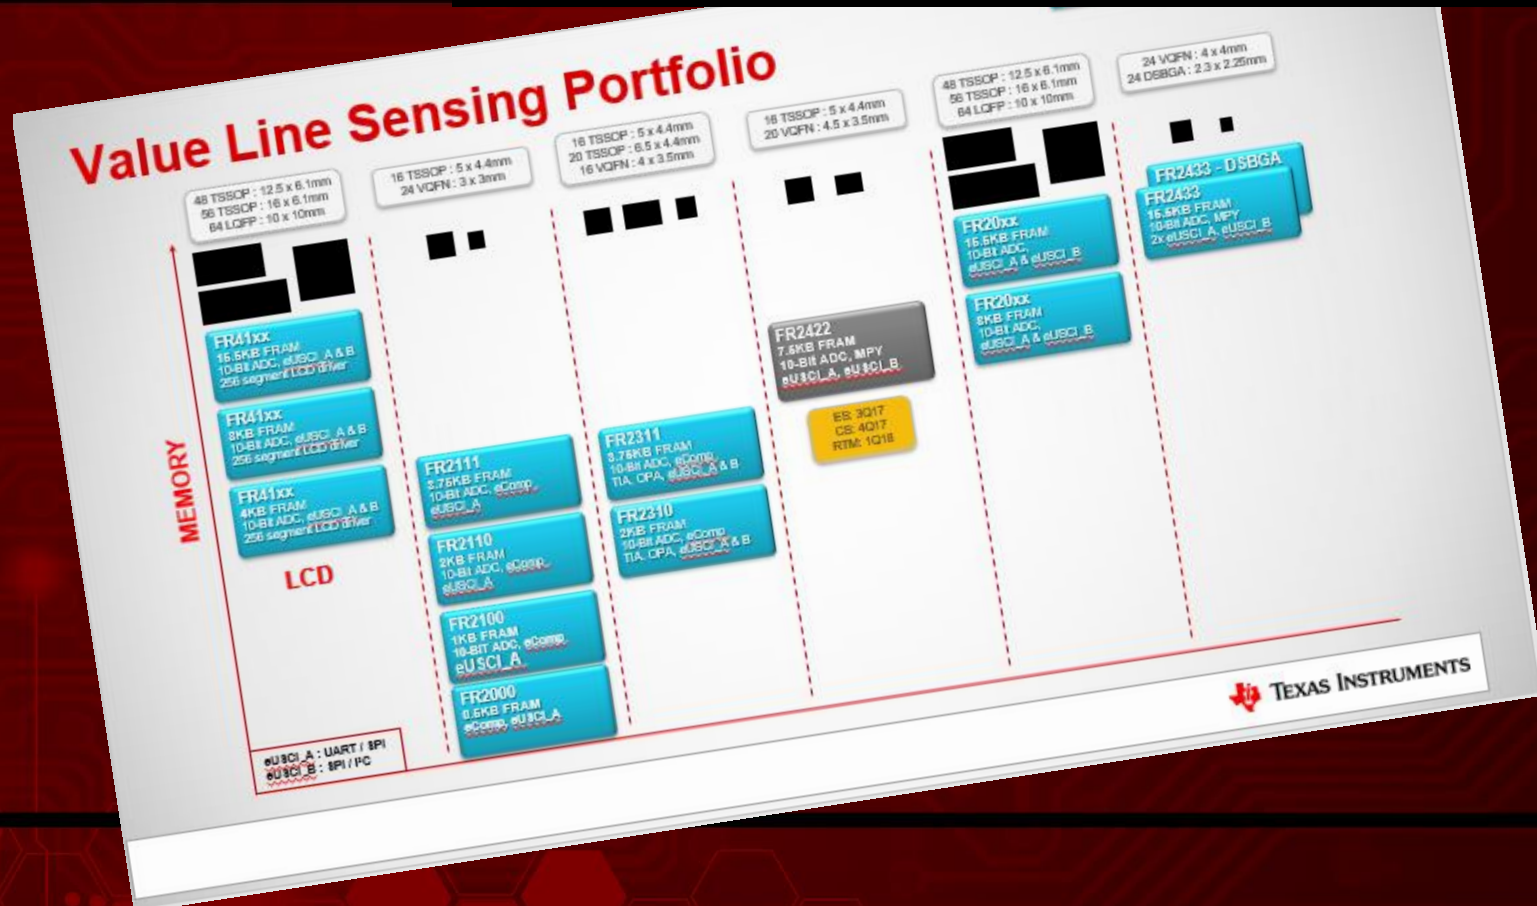 Value Line Sensing Portfolio
48 TSSOP : 12.5 x 6.1mm
56 TSSOP : 16 x 6.1mm
64 LQFP : 10 x 10mm
16 TSSOP : 5 x 4.4mm
24 VQFN : 3 x 3mm
16 TSSOP : 5 x 4.4mm
20 TSSOP : 6.5 x 4.4mm
16 VQFN : 4 x 3.5mm
16 TSSOP : 5 x 4.4mm
20 VQFN : 4.5 x 3.5mm
48 TSSOP : 12.5 x 6.1mm
56 TSSOP : 16 x 6.1mm
64 LQFP : 10 x 10mm
24 VQFN : 4 x 4mm
24 DSBGA : 2.3 x 2.25mm
MEMORY
FR41xx
15.5KB FRAM
10-Bit ADC, eUSCI_A & B
256 segment LCD driver
FR41xx
8KB FRAM
10-Bit ADC, eUSCI_A & B
256 segment LCD driver
FR41xx
4KB FRAM
10-Bit ADC, eUSCI_A & B
256 segment LCD driver
LCD
FR2111
3.75KB FRAM
10-Bit ADC, eComp,
eUSCI_A
FR2110
2KB FRAM
10-Bit ADC, eComp,
eUSCI_A
FR2100
1KB FRAM
10-BIT ADC, eComp,
eUSCI_A
FR2000
0.5KB FRAM
eComp, eUSCI_A
FR2311
3.75KB FRAM
10-Bit ADC, eComp,
TIA, OPA, eUSCI_A & B
FR2310
2KB FRAM
10-Bit ADC, eComp
TIA, OPA, eUSCI_A & B
FR2422
7.5KB FRAM
10-Bit ADC, MPY
eUSCI_A, eUSCI_B
ES: 3Q17
CS: 4Q17
RTM: 1Q18
FR20xx
15.5KB FRAM
10-Bit ADC,
eUSCI_A & eUSCI_B
FR20xx
8KB FRAM
10-Bit ADC,
eUSCI_A & eUSCI_B
FR2433 - DSBGA
FR2433
15.5KB FRAM
10-Bit ADC, MPY
2x eUSCI_A, eUSCI_B
eUSCI_A : UART / SPI
eUSCI_B : SPI / I²C
TEXAS INSTRUMENTS